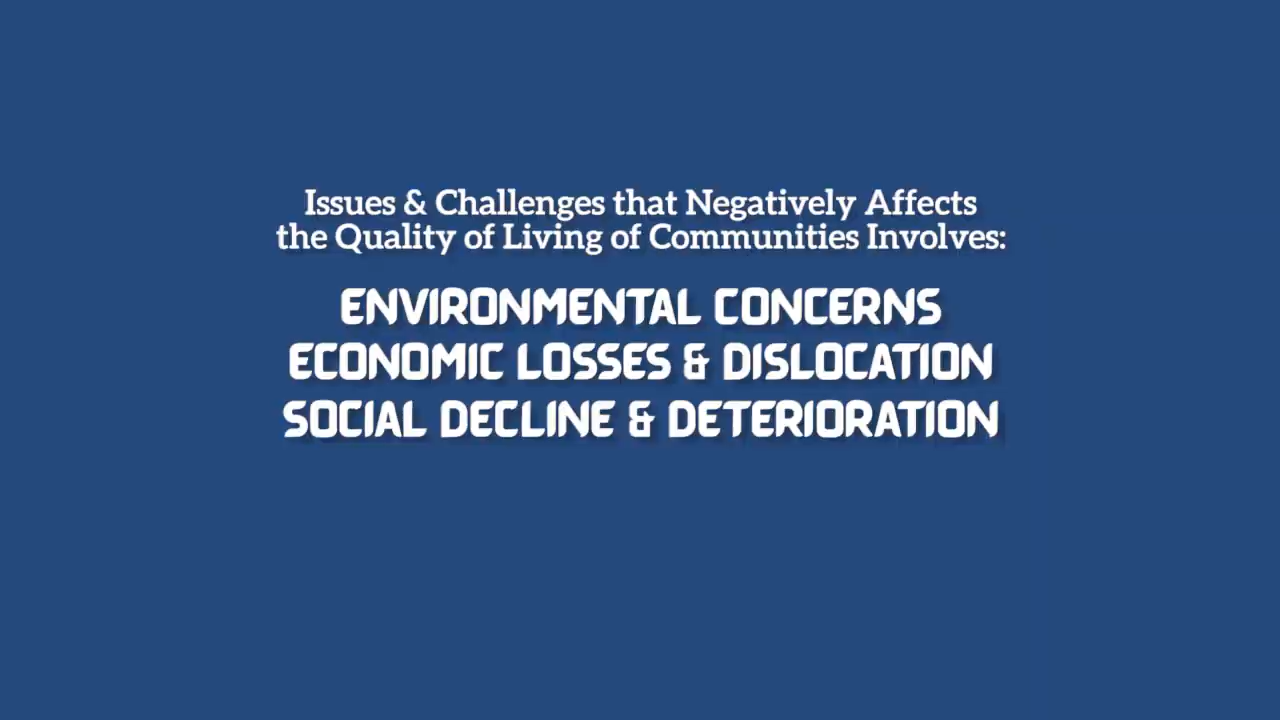 Issues & Challenges that Negatively Affects
the Quality of Living of Communities Involves:
ENVIRONMENTAL CONCERNS
ECONOMIC LOSSES & DISLOCATION
SOCIAL DECLINE & DETERIORATION